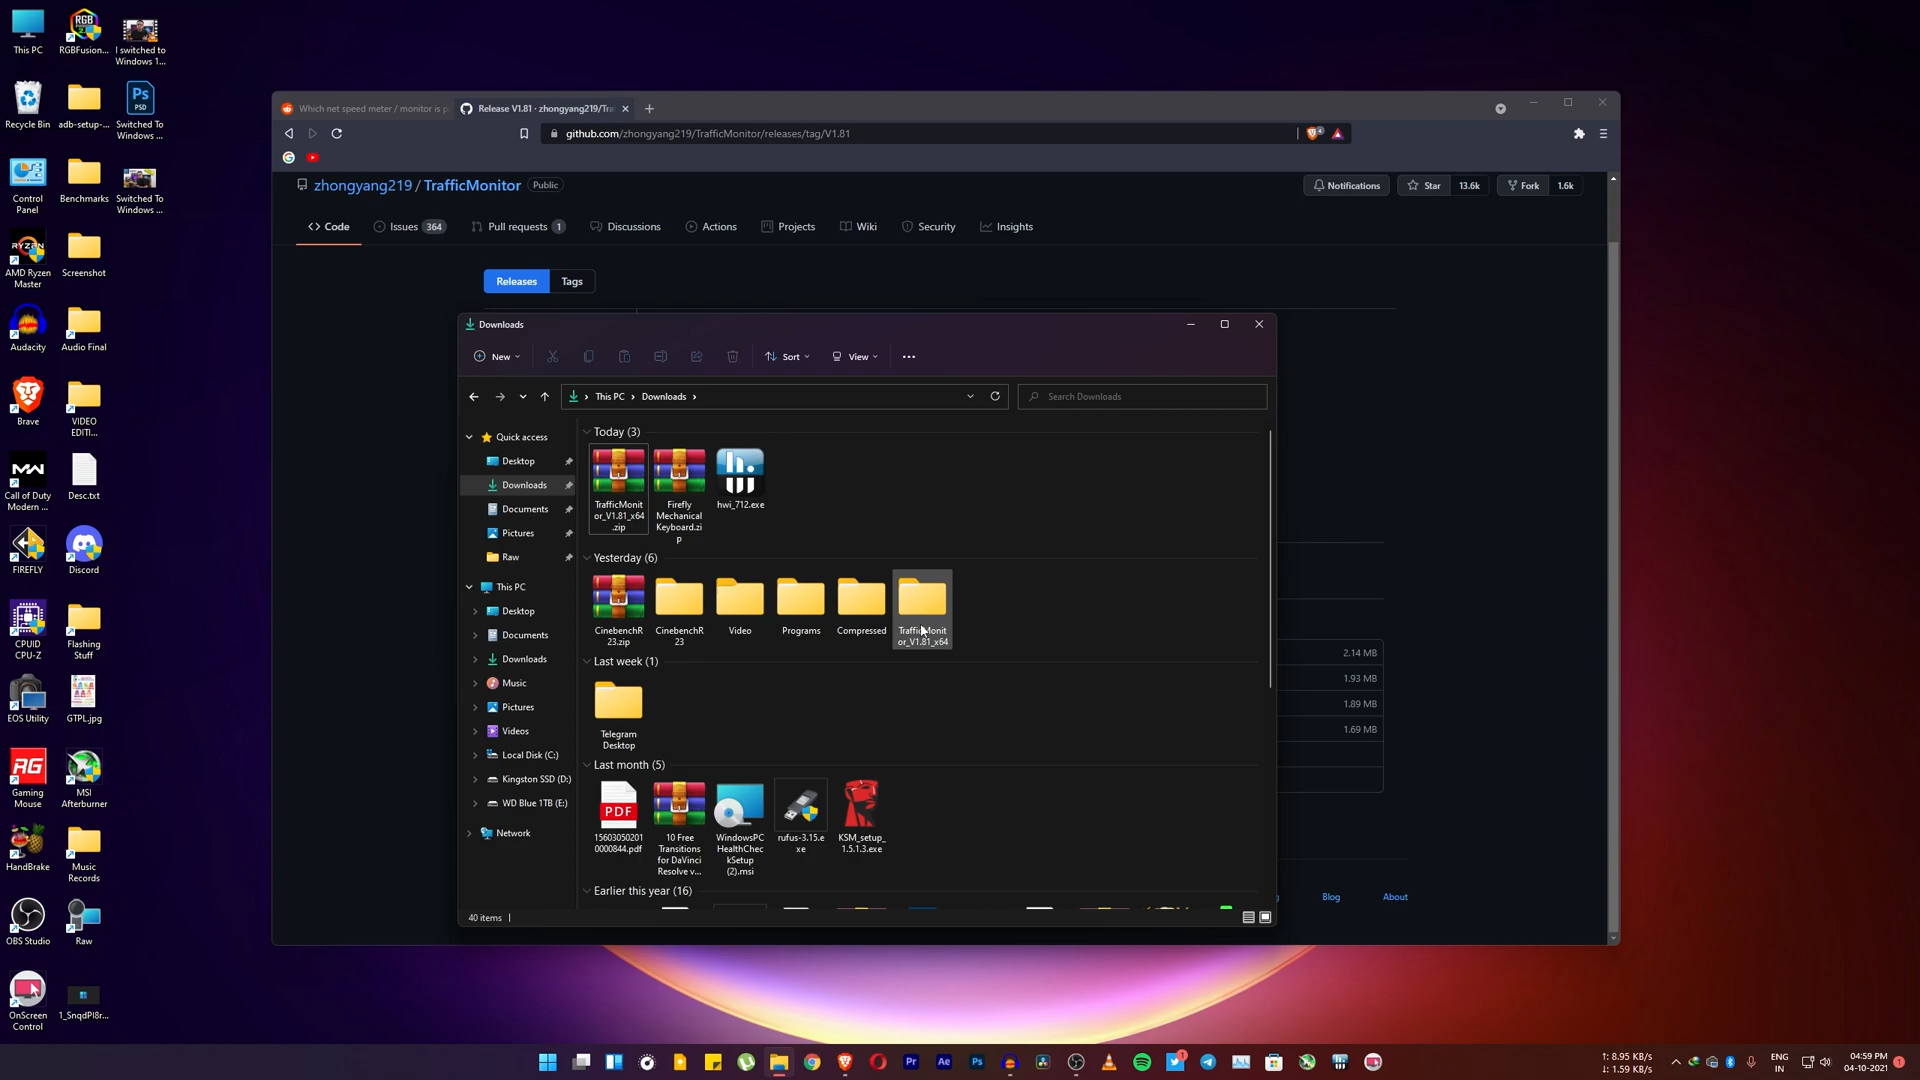 This PC
RGBFusion...
I switched to
Windows 1...
Recycle Bin
adb-setup-...
PSD
Switched To
Windows ...
Control
Panel
Benchmarks
Switched To
Windows ...
RYZEN
AMD Ryzen
Master
Screenshot
Audacity
Audio Final
Brave
VIDEO
EDITI...
Call of Duty
Modern ...
Desc.txt
FIREFLY
Discord
CPUID
CPU-Z
Flashing
Stuff
EOS Utility
GTPL.jpg
Gaming
Mouse
MSI
Afterburner
HandBrake
Music
Records
OBS Studio
Raw
OnScreen
Control
1_SnqdPl8r...
Which net speed meter / monitor is p
Release V1.81 · zhongyang219/Tra
github.com/zhongyang219/TrafficMonitor/releases/tag/V1.81
zhongyang219 / TrafficMonitor Public
Notifications Star 13.6k Fork 1.6k
Code Issues 364 Pull requests 1 Discussions Actions Projects Wiki Security Insights
Releases Tags
Downloads
New Sort View
This PC > Downloads >
Search Downloads
Quick access
Desktop
Downloads
Documents
Pictures
Raw
This PC
Desktop
Documents
Downloads
Music
Pictures
Videos
Local Disk (C:)
Kingston SSD (D:)
WD Blue 1TB (E:)
Network
Today (3)
TrafficMonit
or_V1.81_x64
.zip
Firefly
Mechanical
Keyboard.zi
p
hwi_712.exe
Yesterday (6)
CinebenchR
23.zip
CinebenchR
23
Video
Programs
Compressed
TrafficMonit
or_V1.81_x64
Last week (1)
Telegram
Desktop
Last month (5)
PDF
15603050201
0000844.pdf
10 Free
Transitions
for DaVinci
Resolve v...
WindowsPC
HealthChec
kSetup
(2).msi
rufus-3.15.e
xe
KSM_setup_
1.5.1.3.exe
Earlier this year (16)
40 items
2.14 MB
1.93 MB
1.89 MB
1.69 MB
Blog
About
↑: 8.95 KB/s
↓: 1.59 KB/s
ENG
IN
04:59 PM
04-10-2021